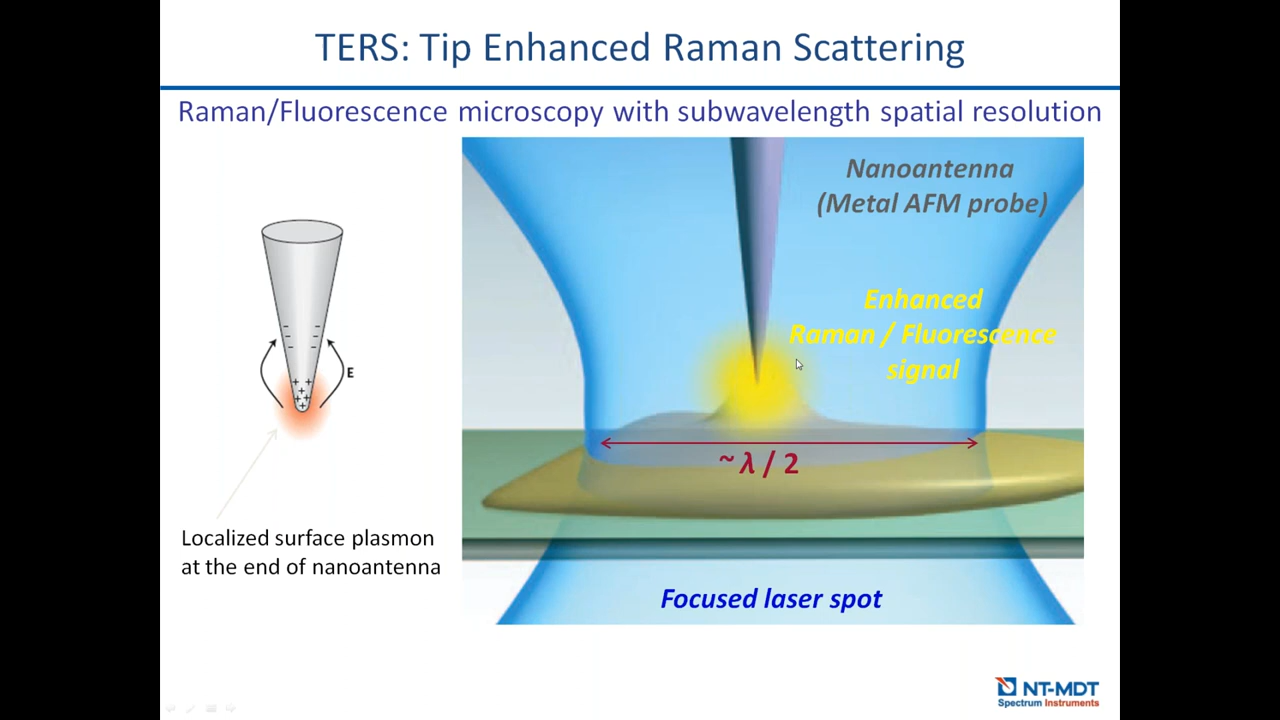 TERS: Tip Enhanced Raman Scattering
Raman/Fluorescence microscopy with subwavelength spatial resolution
Nanoantenna
(Metal AFM probe)
Enhanced
Raman / Fluorescence
signal
- -
- -
- -
E
+ +
+
+ +
+
~ λ / 2
Localized surface plasmon
at the end of nanoantenna
Focused laser spot
NT-MDT
Spectrum Instruments